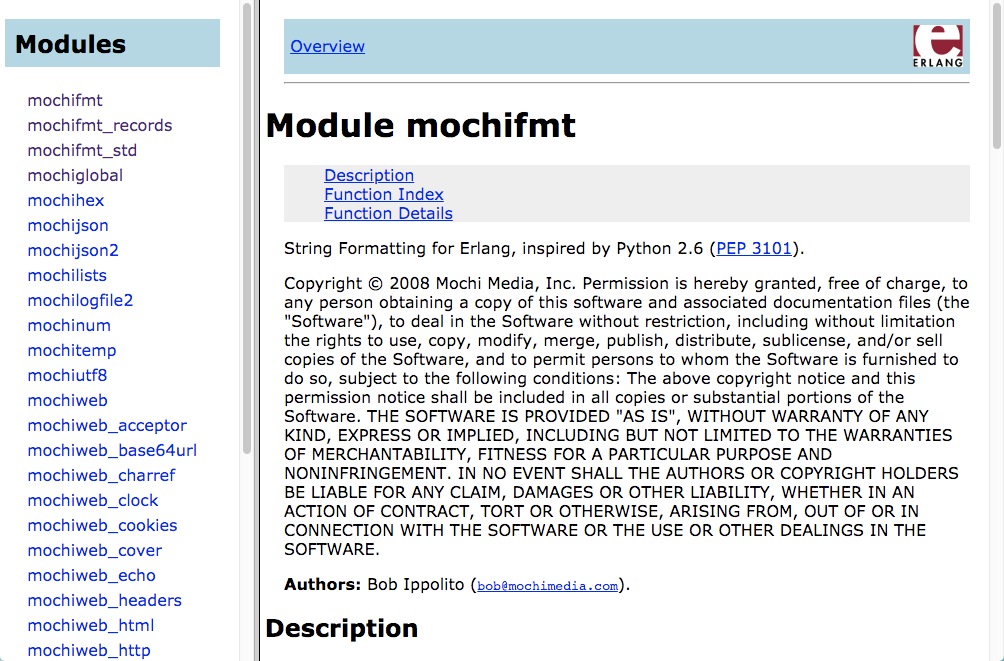 Modules
mochifmt
mochifmt_records
mochifmt_std
mochiglobal
mochihex
mochijson
mochijson2
mochilists
mochilogfile2
mochinum
mochitemp
mochiutf8
mochiweb
mochiweb_acceptor
mochiweb_base64url
mochiweb_charref
mochiweb_clock
mochiweb_cookies
mochiweb_cover
mochiweb_echo
mochiweb_headers
mochiweb_html
mochiweb_http
Overview
ERLANG
Module mochifmt
Description
Function Index
Function Details
String Formatting for Erlang, inspired by Python 2.6 (PEP 3101).
Copyright © 2008 Mochi Media, Inc. Permission is hereby granted, free of charge, to
any person obtaining a copy of this software and associated documentation files (the
"Software"), to deal in the Software without restriction, including without limitation
the rights to use, copy, modify, merge, publish, distribute, sublicense, and/or sell
copies of the Software, and to permit persons to whom the Software is furnished to
do so, subject to the following conditions: The above copyright notice and this
permission notice shall be included in all copies or substantial portions of the
Software. THE SOFTWARE IS PROVIDED "AS IS", WITHOUT WARRANTY OF ANY
KIND, EXPRESS OR IMPLIED, INCLUDING BUT NOT LIMITED TO THE WARRANTIES
OF MERCHANTABILITY, FITNESS FOR A PARTICULAR PURPOSE AND
NONINFRINGEMENT. IN NO EVENT SHALL THE AUTHORS OR COPYRIGHT HOLDERS
BE LIABLE FOR ANY CLAIM, DAMAGES OR OTHER LIABILITY, WHETHER IN AN
ACTION OF CONTRACT, TORT OR OTHERWISE, ARISING FROM, OUT OF OR IN
CONNECTION WITH THE SOFTWARE OR THE USE OR OTHER DEALINGS IN THE
SOFTWARE.
Authors: Bob Ippolito (bob@mochimedia.com).
Description